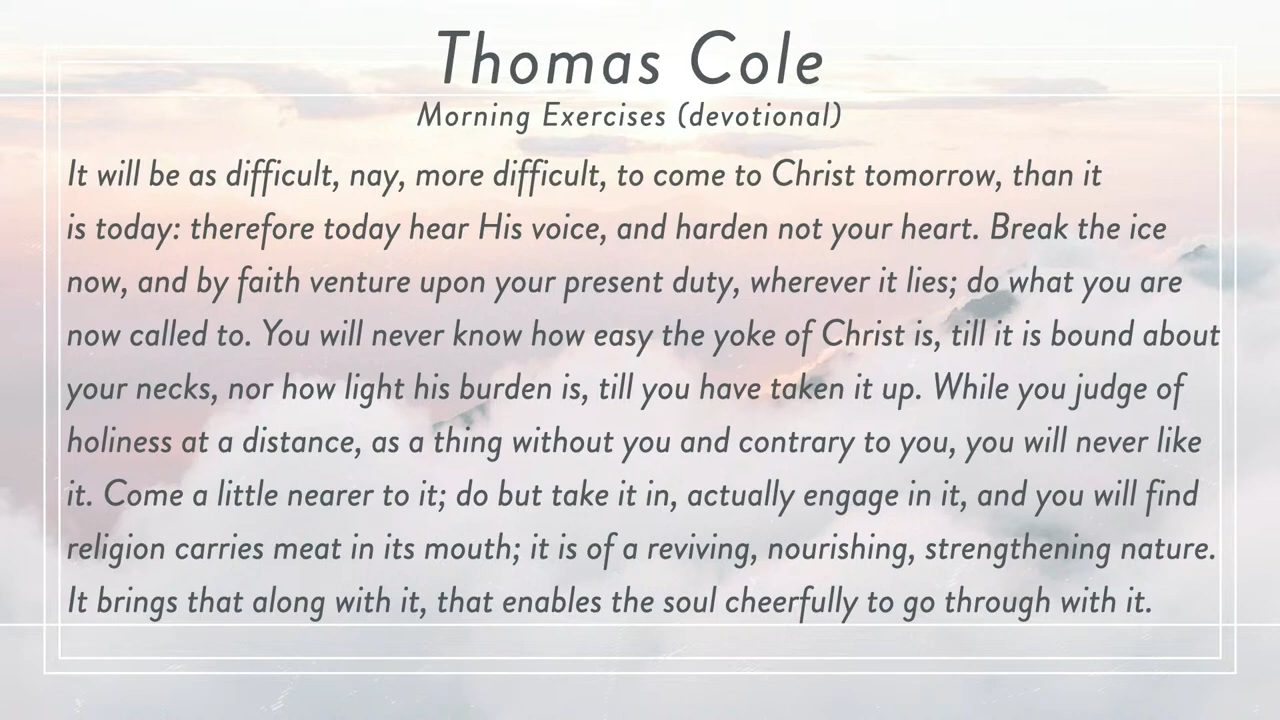 Thomas Cole
Morning Exercises (devotional)
It will be as difficult, nay, more difficult, to come to Christ tomorrow, than it
is today: therefore today hear His voice, and harden not your heart. Break the ice
now, and by faith venture upon your present duty, wherever it lies; do what you are
now called to. You will never know how easy the yoke of Christ is, till it is bound about
your necks, nor how light his burden is, till you have taken it up. While you judge of
holiness at a distance, as a thing without you and contrary to you, you will never like
it. Come a little nearer to it; do but take it in, actually engage in it, and you will find
religion carries meat in its mouth; it is of a reviving, nourishing, strengthening nature.
It brings that along with it, that enables the soul cheerfully to go through with it.